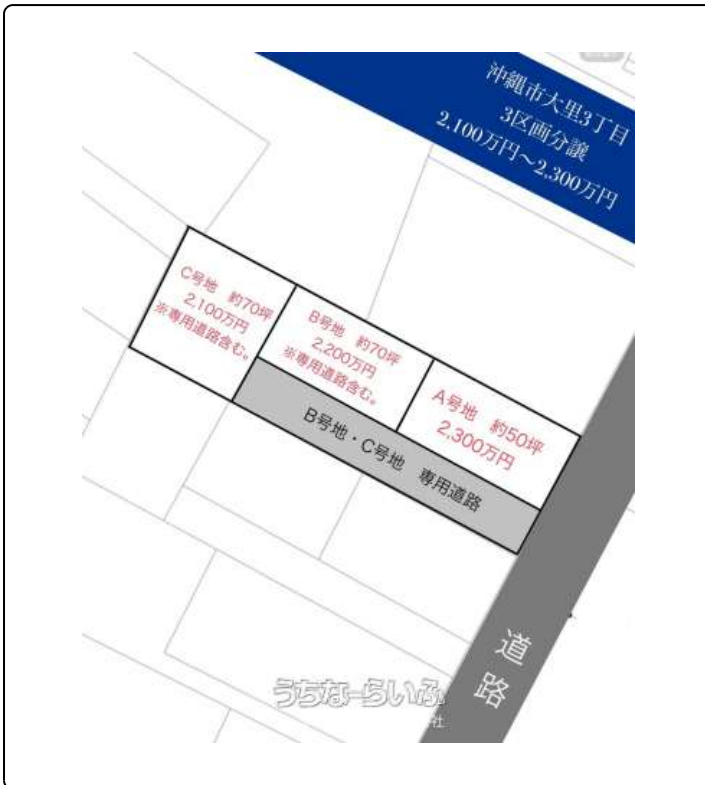 沖縄市大里3丁目
3区画分譲
2,100万円～2,300万円
C号地 約70坪
2,100万円
※専用道路含む。
B号地 約70坪
2,200万円
※専用道路含む。
A号地 約50坪
2,300万円
B号地・C号地 専用道路
道路
うちなーらいふ
社